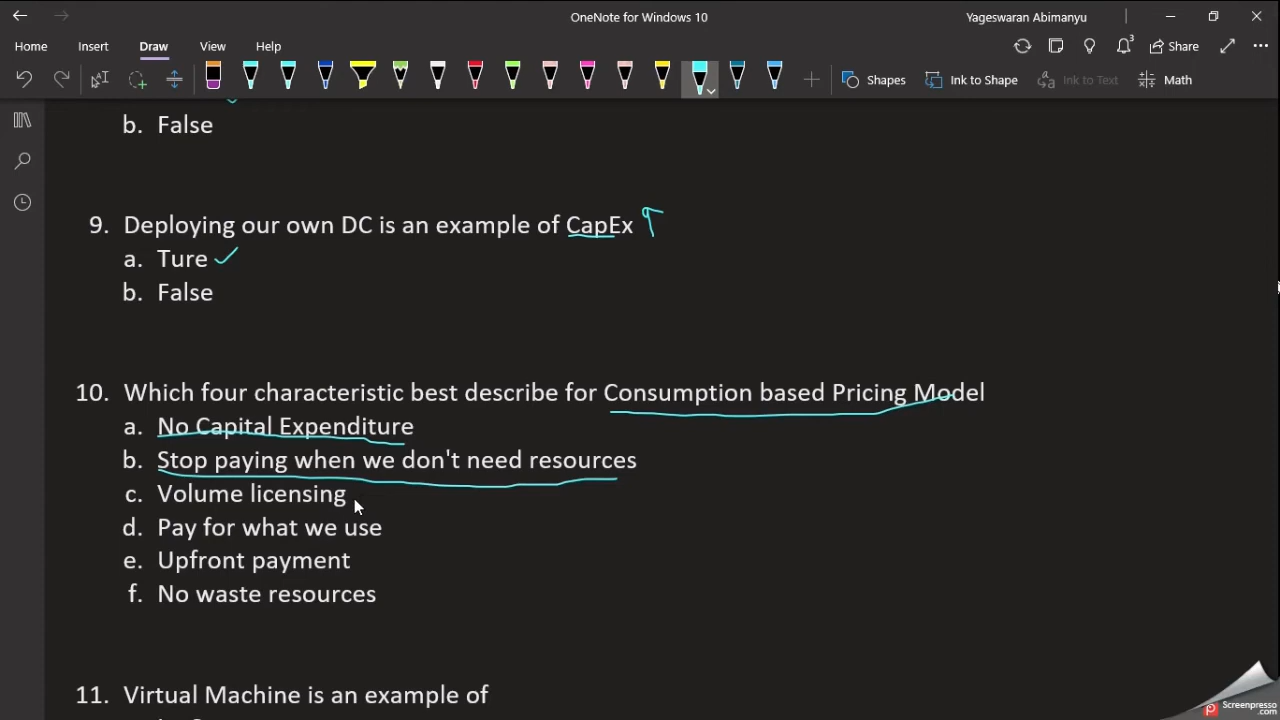 OneNote for Windows 10
Yageswaran Abimanyu
Home Insert Draw View Help
3
Share
Shapes Ink to Shape Ink to Text Math
b. False
9. Deploying our own DC is an example of CapEx
a. Ture
b. False
10. Which four characteristic best describe for Consumption based Pricing Model
a. No Capital Expenditure
b. Stop paying when we don't need resources
c. Volume licensing
d. Pay for what we use
e. Upfront payment
f. No waste resources
11. Virtual Machine is an example of
Screenpresso
.com